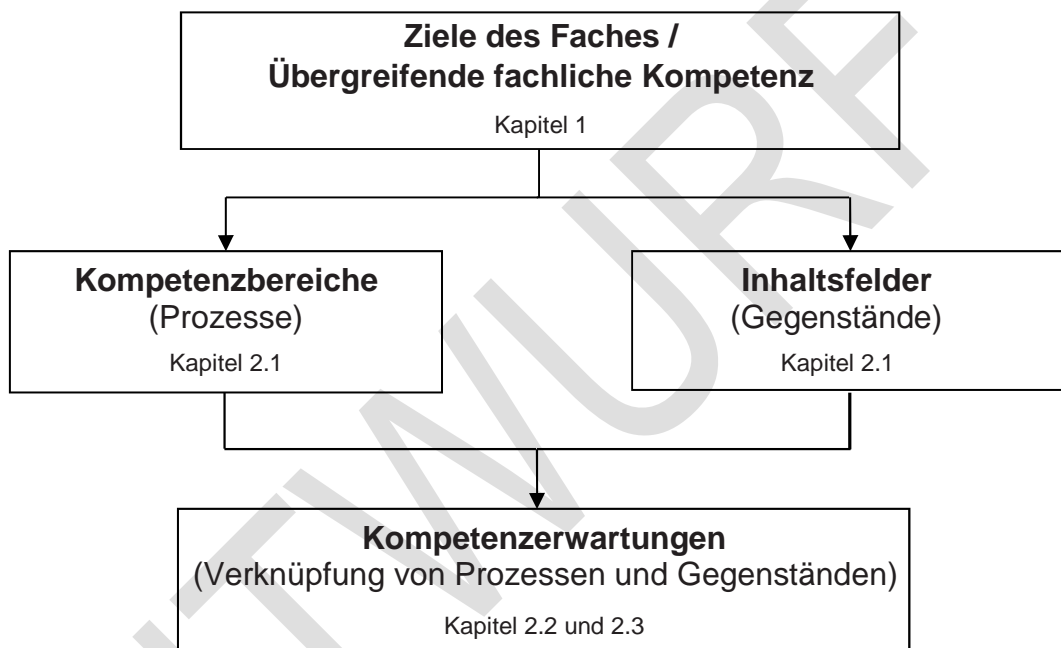 Ziele des Faches /
Übergreifende fachliche Kompetenz
Kapitel 1
Kompetenzbereiche
(Prozesse)
Kapitel 2.1
Inhaltsfelder
(Gegenstände)
Kapitel 2.1
Kompetenzerwartungen
(Verknüpfung von Prozessen und Gegenständen)
Kapitel 2.2 und 2.3
TWURF